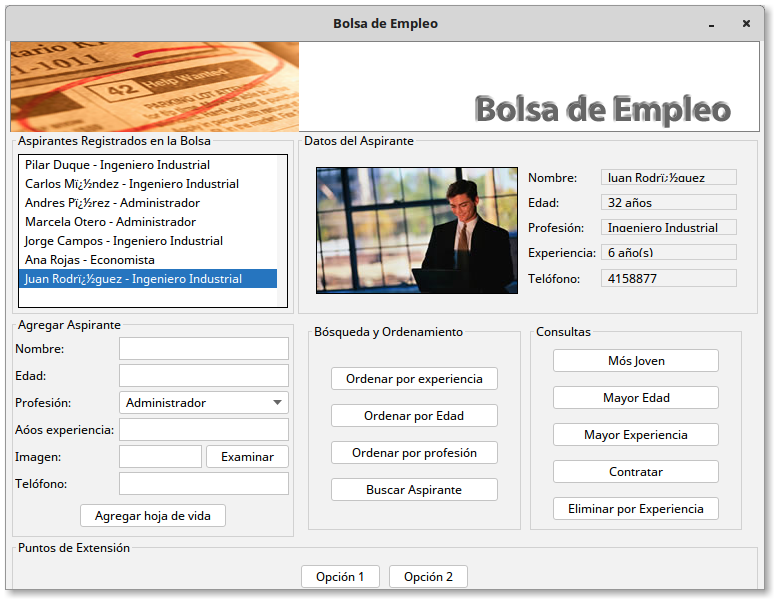 Bolsa de Empleo
tario K
1-1011
42 Help Wanted
PARKING LOT ATTEND
Bolsa de Empleo
Aspirantes Registrados en la Bolsa
Pilar Duque - Ingeniero Industrial
Carlos Mï¿½ndez - Ingeniero Industrial
Andres Pï¿½rez - Administrador
Marcela Otero - Administrador
Jorge Campos - Ingeniero Industrial
Ana Rojas - Economista
Juan Rodrï¿½guez - Ingeniero Industrial
Datos del Aspirante
Nombre: Juan Rodrï¿½guez
Edad: 32 años
Profesión: Ingeniero Industrial
Experiencia: 6 año(s)
Teléfono: 4158877
Agregar Aspirante
Nombre:
Edad:
Profesión: Administrador
Aóos experiencia:
Imagen: Examinar
Telófono:
Agregar hoja de vida
Bósqueda y Ordenamiento
Ordenar por experiencia
Ordenar por Edad
Ordenar por profesión
Buscar Aspirante
Consultas
Mós Joven
Mayor Edad
Mayor Experiencia
Contratar
Eliminar por Experiencia
Puntos de Extensión
Opción 1 Opción 2